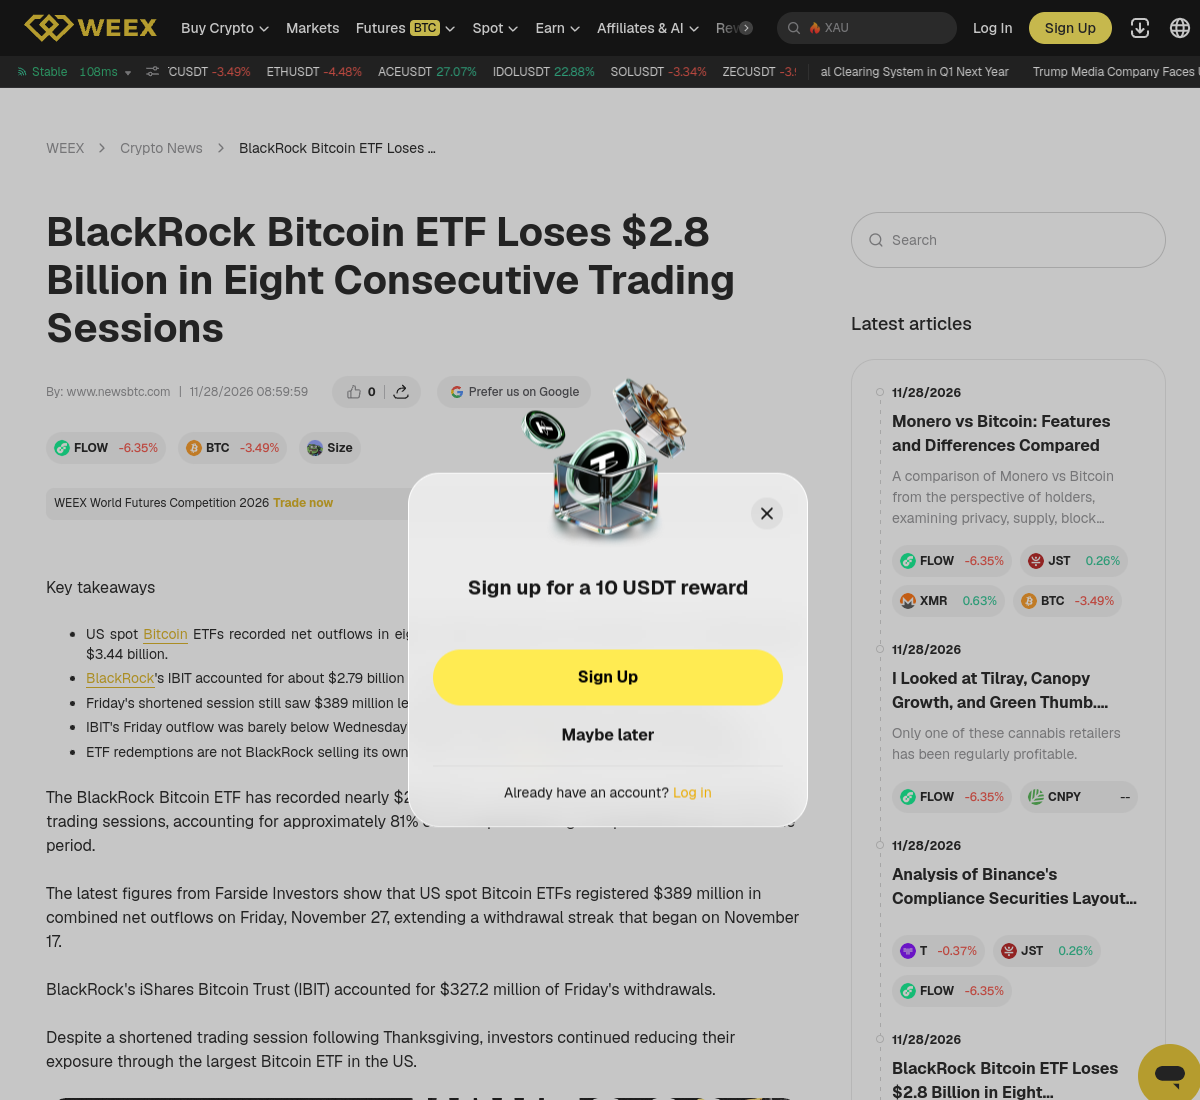 WEEX
Buy Crypto
Markets
Futures BTC
Spot
Earn
Affiliates & AI
XAU
Log In
Sign Up
Stable 108ms
CUSDT -3.49%
ETHUSDT -4.48%
ACEUSDT 27.07%
IDOLUSDT 22.88%
SOLUSDT -3.34%
ZECUSDT
al Clearing System in Q1 Next Year
Trump Media Company Faces
WEEX
Crypto News
BlackRock Bitcoin ETF Loses ...
BlackRock Bitcoin ETF Loses $2.8
Billion in Eight Consecutive Trading
Sessions
By: www.newsbtc.com | 11/28/2026 08:59:59
0
Prefer us on Google
FLOW -6.35%
BTC -3.49%
Size
WEEX World Futures Competition 2026 Trade now
Key takeaways
US spot Bitcoin ETFs recorded net outflows in
$3.44 billion.
BlackRock's IBIT accounted for about $2.79 billion
Friday's shortened session still saw $389 million
IBIT's Friday outflow was barely below Wednesday
ETF redemptions are not BlackRock selling its own
The BlackRock Bitcoin ETF has recorded nearly
trading sessions, accounting for approximately 81%
period.
The latest figures from Farside Investors show that US spot Bitcoin ETFs registered $389 million in
combined net outflows on Friday, November 27, extending a withdrawal streak that began on November
17.
BlackRock's iShares Bitcoin Trust (IBIT) accounted for $327.2 million of Friday's withdrawals.
Despite a shortened trading session following Thanksgiving, investors continued reducing their
exposure through the largest Bitcoin ETF in the US.
Sign up for a 10 USDT reward
Sign Up
Maybe later
Already have an account? Log in
Search
Latest articles
11/28/2026
Monero vs Bitcoin: Features
and Differences Compared
A comparison of Monero vs Bitcoin
from the perspective of holders,
examining privacy, supply, block...
FLOW -6.35%
JST 0.26%
XMR 0.63%
BTC -3.49%
11/28/2026
I Looked at Tilray, Canopy
Growth, and Green Thumb....
Only one of these cannabis retailers
has been regularly profitable.
FLOW -6.35%
CNPY --
11/28/2026
Analysis of Binance's
Compliance Securities Layout...
T -0.37%
JST 0.26%
FLOW -6.35%
11/28/2026
BlackRock Bitcoin ETF Loses
$2.8 Billion in Eight...